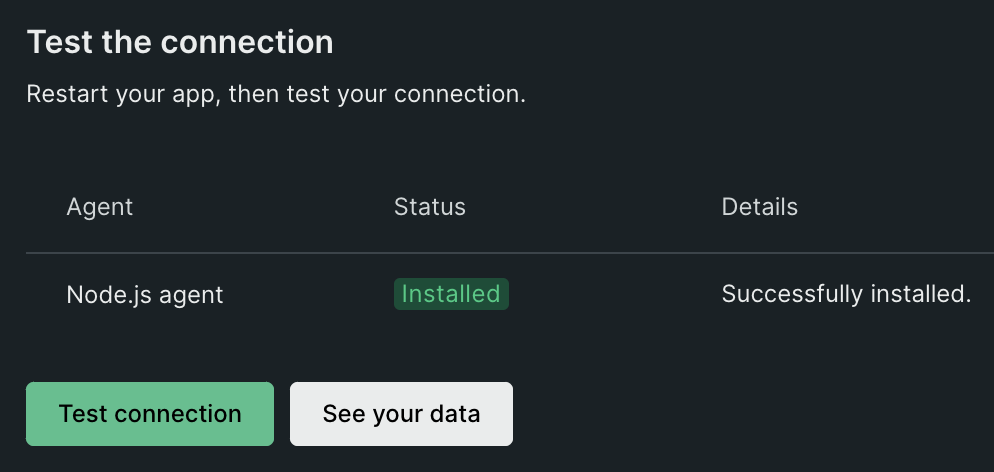 Test the connection
Restart your app, then test your connection.
Agent Status Details
Node.js agent Installed Successfully installed.
Test connection See your data